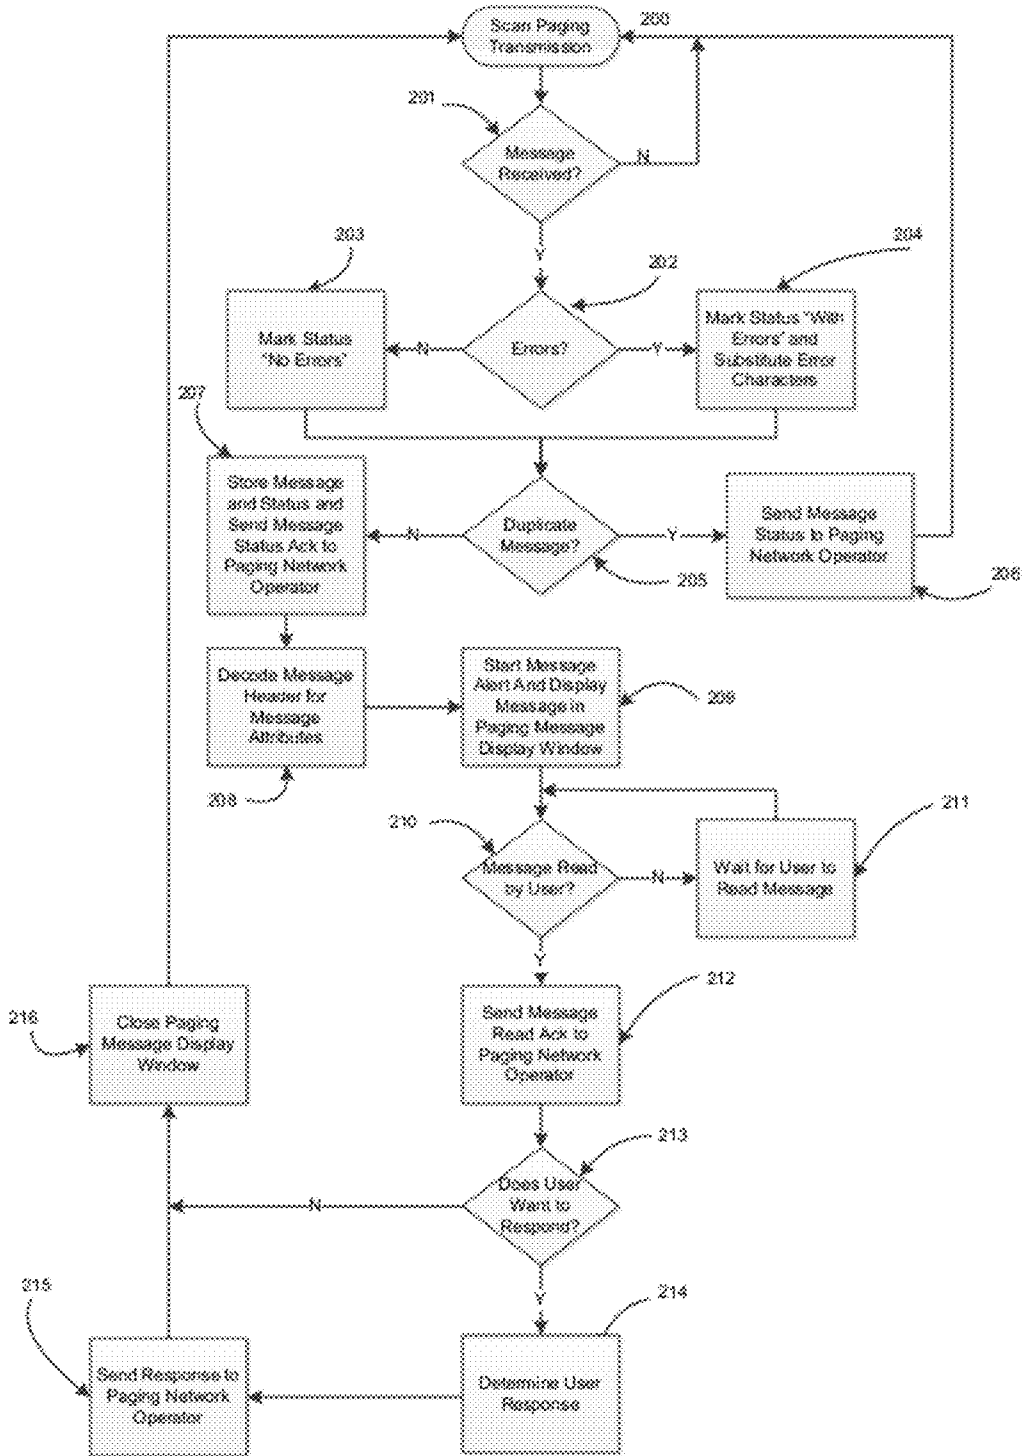 Scan Paging
Transmission
200
201
Message
Received?
N
Y
203
202
204
Mark Status
"No Errors"
N
Errors?
Y
Mark Status "With
Errors" and
Substitute Error
Characters
207
Store Message
and Status and
Send Message
Status Ack to
Paging Network
Operator
N
Duplicate
Message?
Y
Send Message
Status to Paging
Network Operator
205
206
Decode Message
Header for
Message
Attributes
Start Message
Alert And Display
Message in
Paging Message
Display Window
209
208
210
211
Message Read
by User?
N
Wait for User to
Read Message
Y
212
216
Close Paging
Message Display
Window
Send Message
Read Ack to
Paging Network
Operator
213
Does User
Want to
Respond?
N
Y
214
215
Send Response to
Paging Network
Operator
Determine User
Response